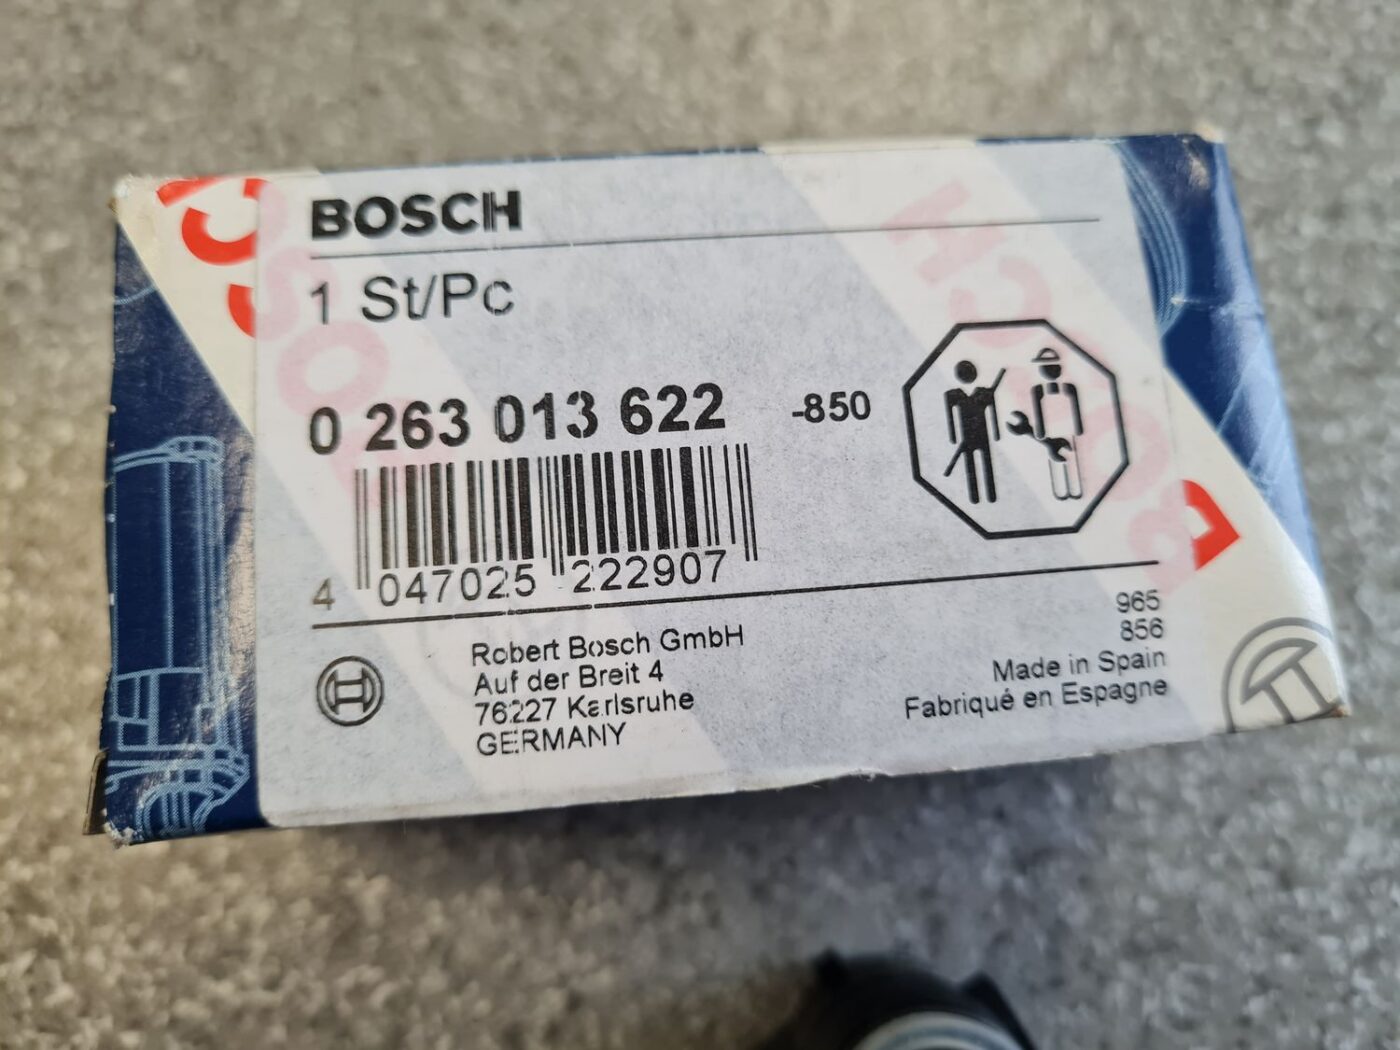 BOSCH
1 St/Pc
0 263 013 622 -850
4 047025 222907
Robert Bosch GmbH
Auf der Breit 4
76227 Karlsruhe
GERMANY
965
856
Made in Spain
Fabriqué en Espagne